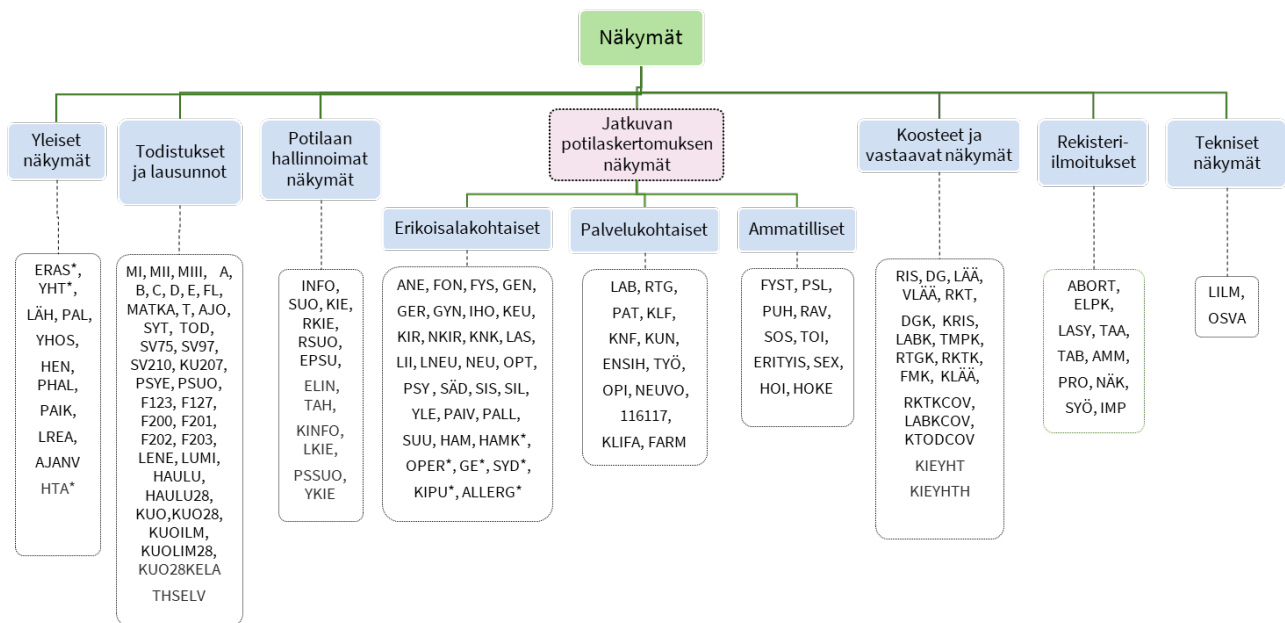 Näkymät
Yleiset
näkymät
ERAS*,
YHT*,
LÄH, PAL,
YHOS,
HEN,
PHAL,
PAIK,
LREA,
AJANV
HTA*
Todistukset
ja lausunnot
MI, MII, MIII, A,
B, C, D, E, FL,
MATKA, T, AJO,
SYT, TOD,
SV75, SV97,
SV210, KU207,
PSYE, PSUO,
F123, F127,
F200, F201,
F202, F203,
LENE, LUMI,
HAULU,
HAULU28,
KUO,KUO28,
KUOILM,
KUOLIM28,
KUO28KELA
THSELV
Potilaan
hallinnoimat
näkymät
INFO,
SUO, KIE,
RKIE,
RSUO,
EPSU,
ELIN,
TAH,
KINFO,
LKIE,
PSSUO,
YKIE
Jatkuvan
potilaskertomuksen
näkymät
Erikoisalakohtaiset
ANE, FON, FYS, GEN,
GER, GYN, IHO, KEU,
KIR, NKIR, KNK, LAS,
LII, LNEU, NEU, OPT,
PSY, SÄD, SIS, SIL,
YLE, PAIV, PALL,
SUU, HAM, HAMK*,
OPER*, GE*, SYD*,
KIPU*, ALLERG*
Palvelukohtaiset
LAB, RTG,
PAT, KLF,
KNF, KUN,
ENSIH, TYÖ,
OPI, NEUVO,
116117,
KLIFA, FARM
Ammatilliset
FYST, PSL,
PUH, RAV,
SOS, TOI,
ERITYIS, SEX,
HOI, HOKE
Koosteet ja
vastaavat näkymät
RIS, DG, LÄÄ,
VLÄÄ, RKT,
DGK, KRIS,
LABK, TMPK,
RTGK, RKTK,
FMK, KLÄÄ,
RKTKCOV,
LABKCOV,
KTODCOV
KIEYHT
KIEYHTH
Rekisteri-
ilmoitukset
ABORT,
ELPK,
LASY, TAA,
TAB, AMM,
PRO, NÄK,
SYÖ, IMP
Tekniset
näkymät
LILM,
OSVA